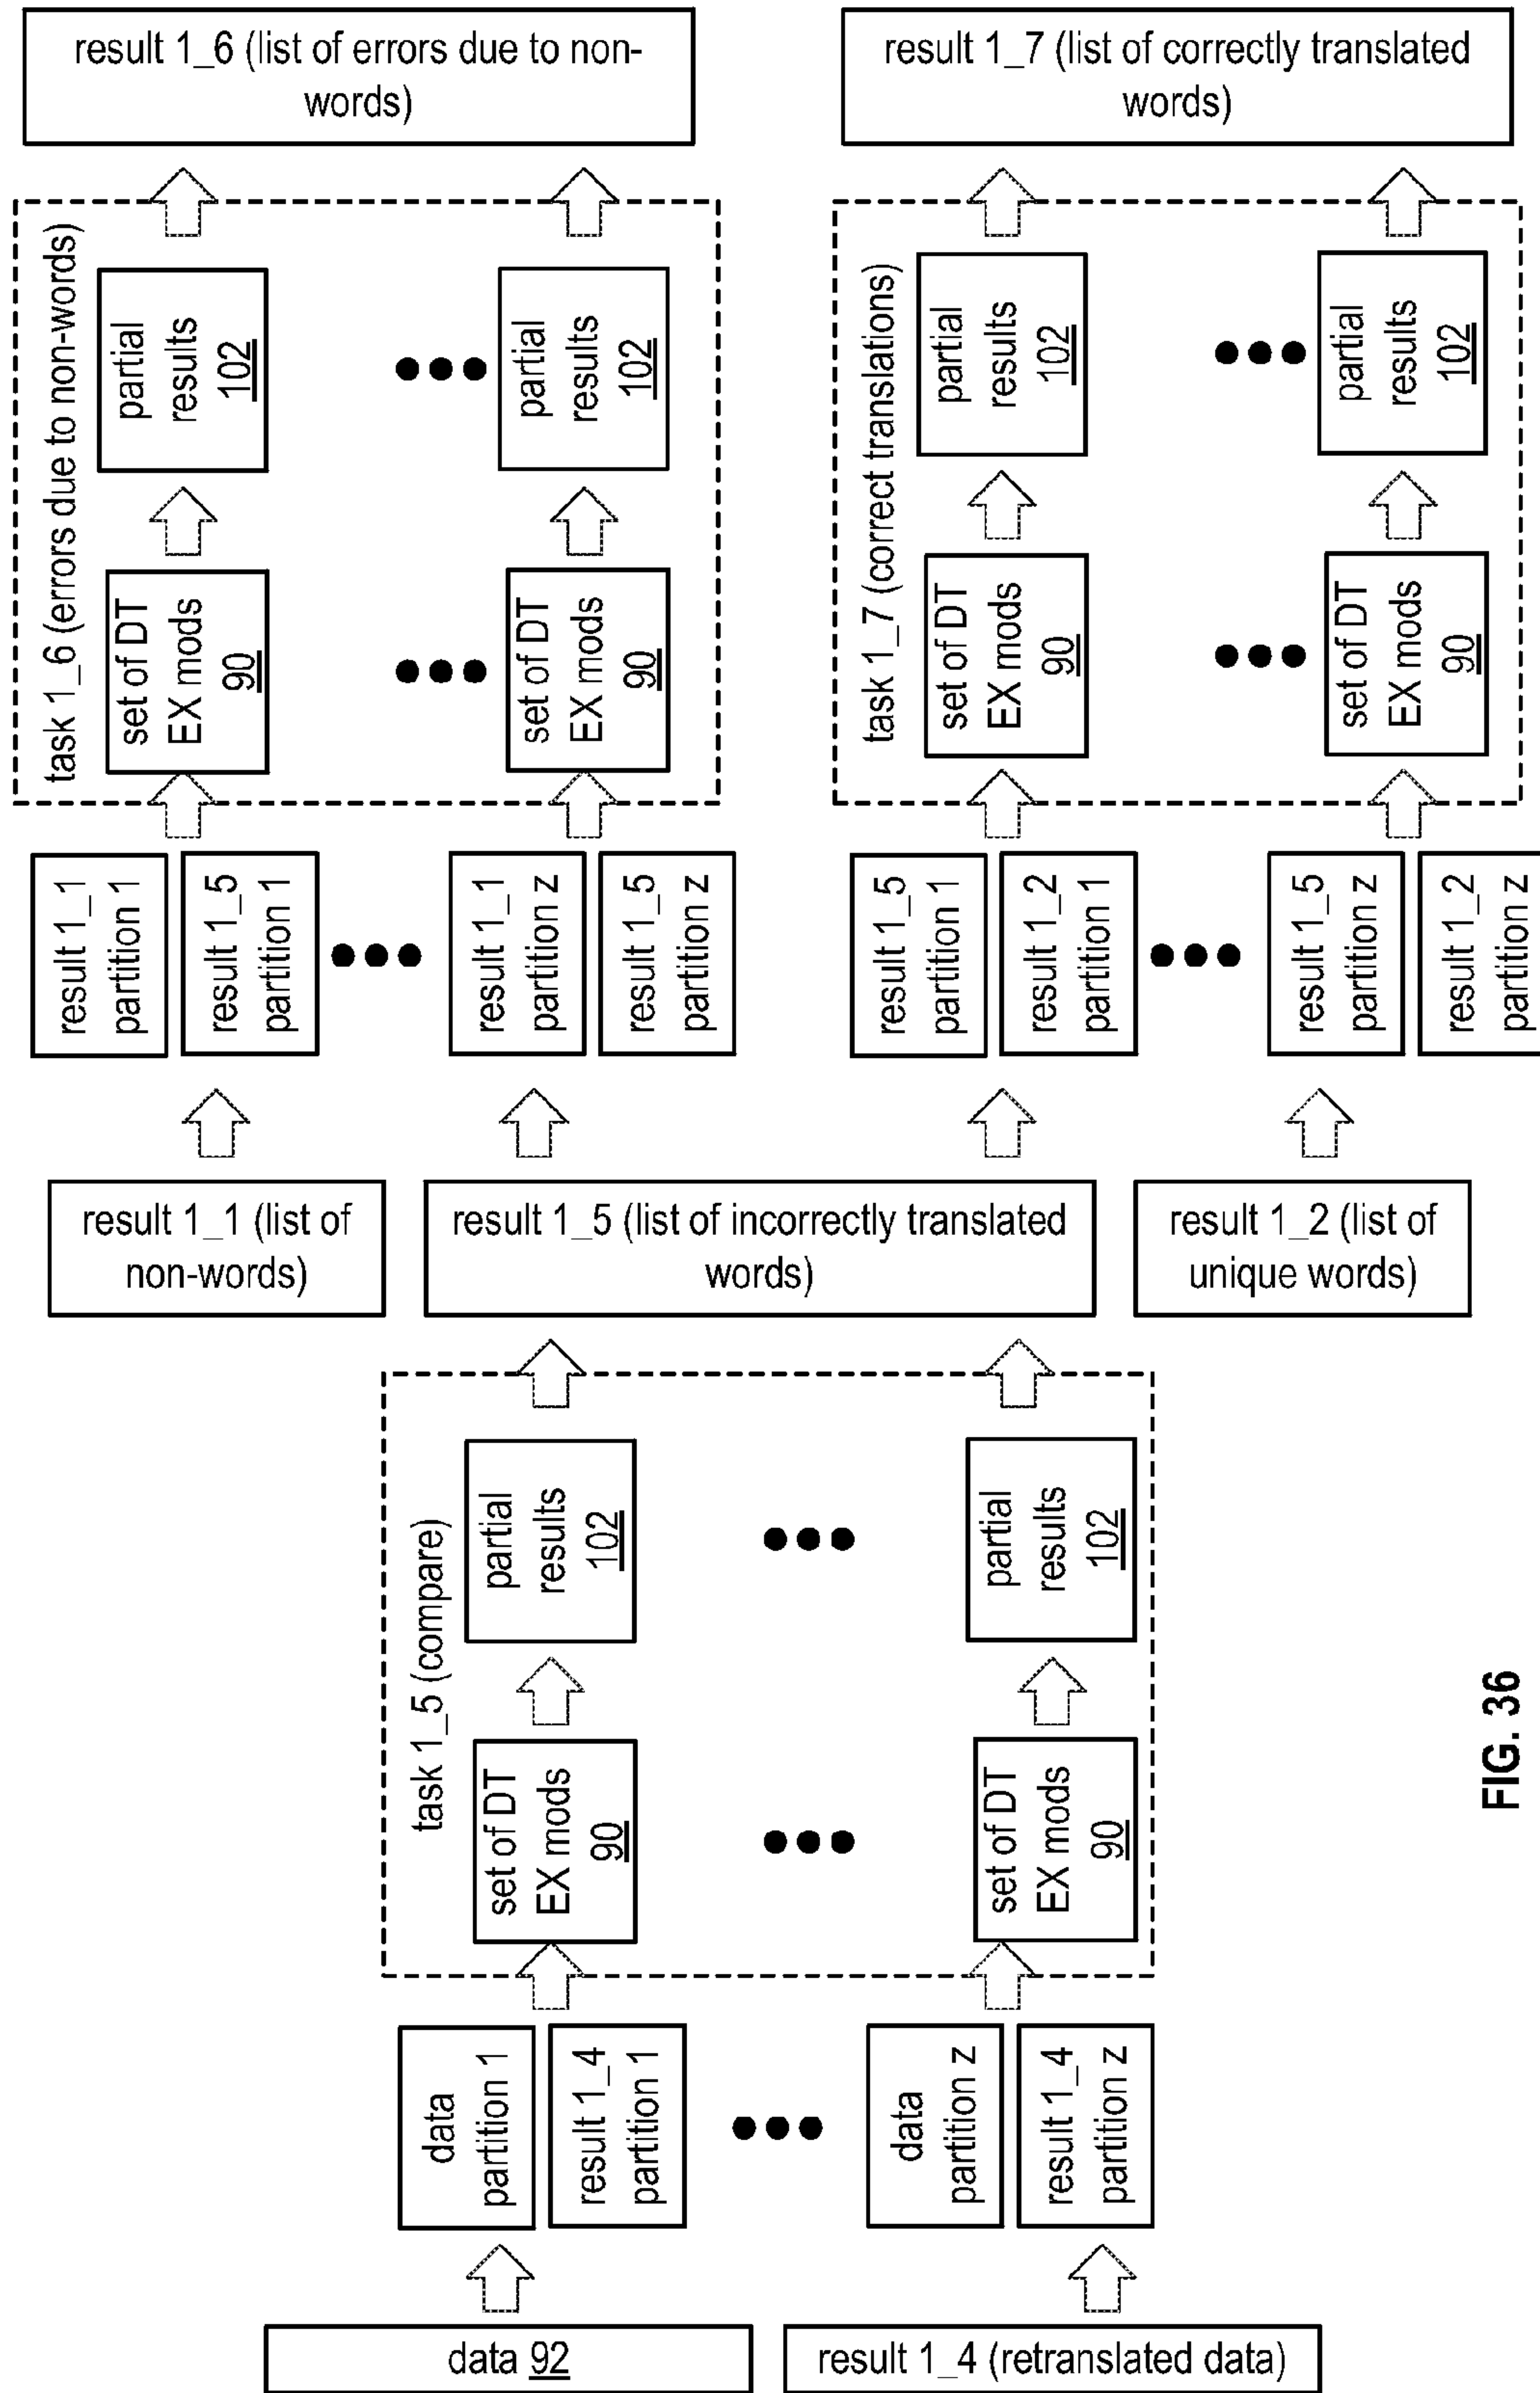 data 92
result 1_4 (retranslated data)
data
partition 1
result 1_4
partition 1
data
partition z
result 1_4
partition z
task 1_5 (compare)
set of DT
EX mods
90
partial
results
102
set of DT
EX mods
90
partial
results
102
result 1_1 (list of
non-words)
result 1_5 (list of incorrectly translated
words)
result 1_2 (list of
unique words)
result 1_1
partition 1
result 1_5
partition 1
result 1_1
partition z
result 1_5
partition z
result 1_5
partition 1
result 1_2
partition 1
result 1_5
partition z
result 1_2
partition z
task 1_6 (errors due to non-words)
set of DT
EX mods
90
partial
results
102
set of DT
EX mods
90
partial
results
102
task 1_7 (correct translations)
set of DT
EX mods
90
partial
results
102
set of DT
EX mods
90
partial
results
102
result 1_6 (list of errors due to non-
words)
result 1_7 (list of correctly translated
words)
FIG. 36